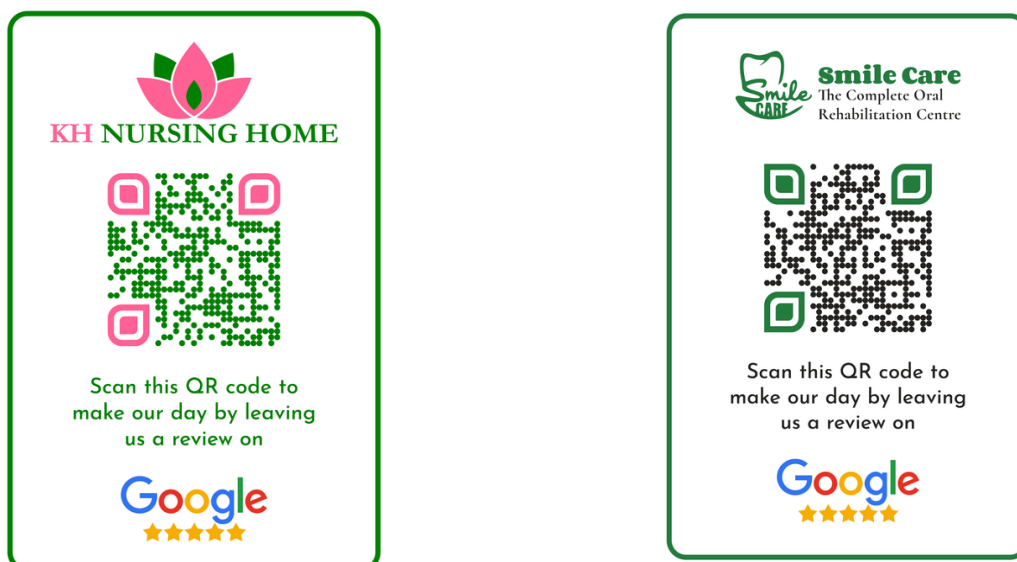 KH NURSING HOME
Scan this QR code to
make our day by leaving
us a review on
Google
Smile
CARE
Smile Care
The Complete Oral
Rehabilitation Centre
Scan this QR code to
make our day by leaving
us a review on
Google